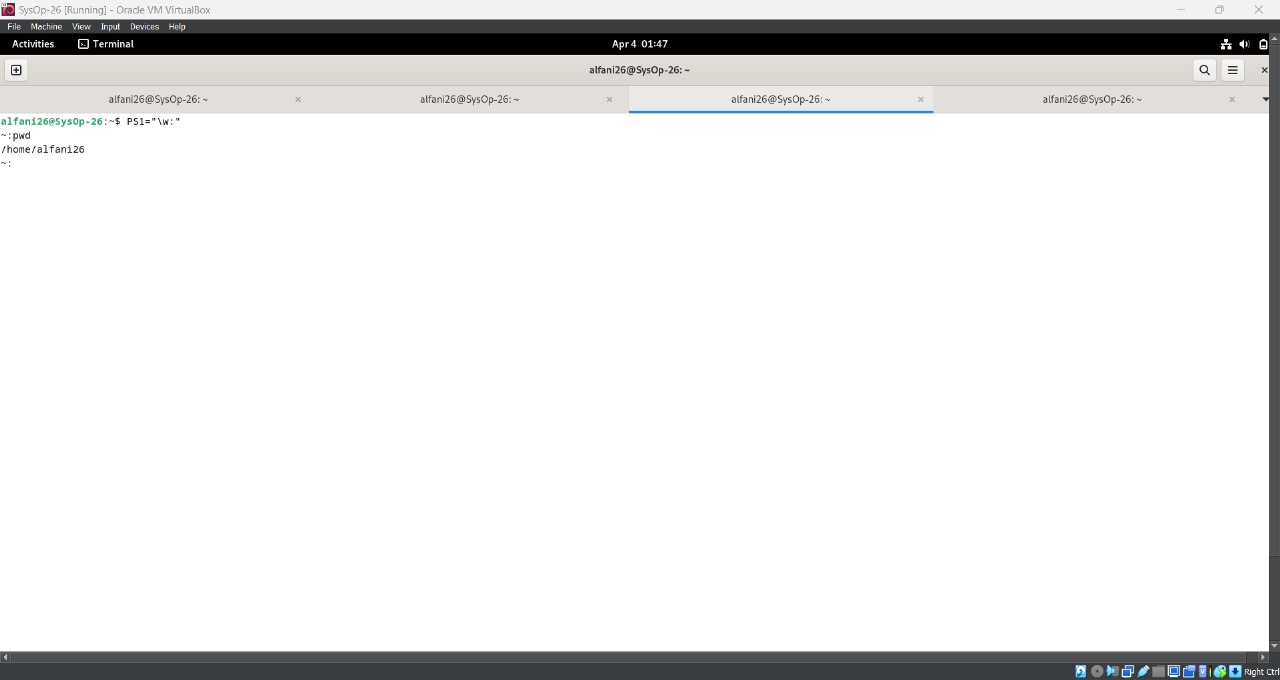 SysOp-26 [Running] - Oracle VM VirtualBox
File Machine View Input Devices Help
Activities Terminal Apr 4 01:47
alfani26@SysOp-26: ~
alfani26@SysOp-26: ~ alfani26@SysOp-26: ~ alfani26@SysOp-26: ~ alfani26@SysOp-26: ~
alfani26@SysOp-26:~$ PS1="\w:"
~:pwd
/home/alfani26
~:
Right Ctrl